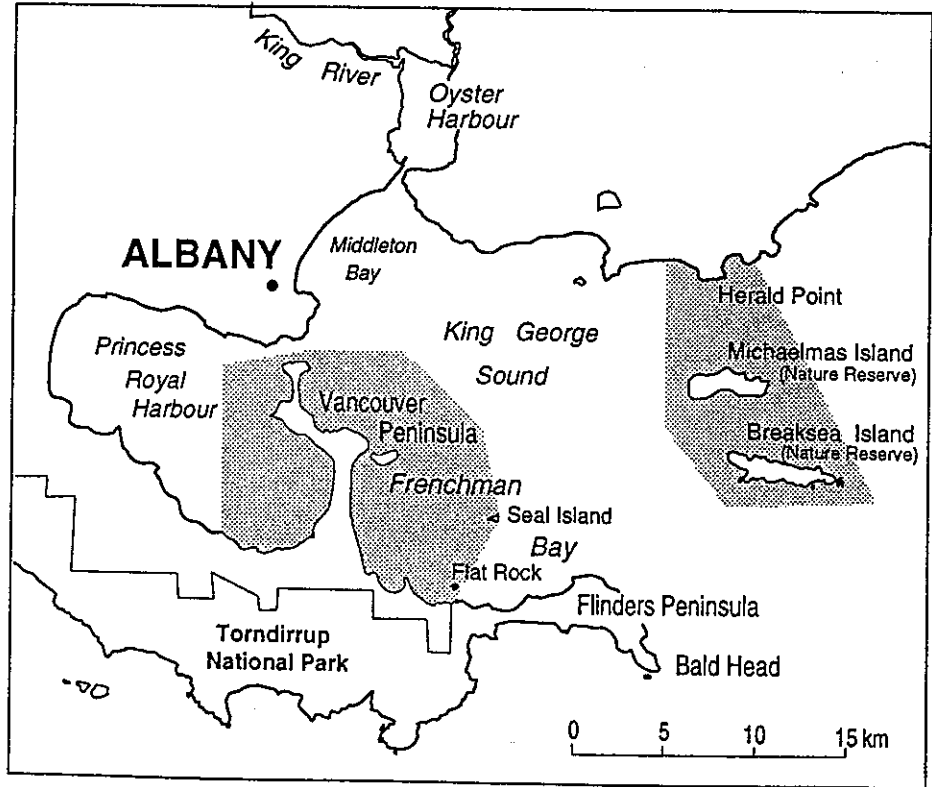 King River
Oyster
Harbour
ALBANY
Middleton
Bay
Herald Point
King George
Sound
Princess
Royal
Harbour
Michaelmas Island
(Nature Reserve)
Vancouver
Peninsula
Breaksea Island
(Nature Reserve)
Frenchman
Bay
Seal Island
Flat Rock
Flinders Peninsula
Torndirrup
National Park
Bald Head
0 5 10 15 km